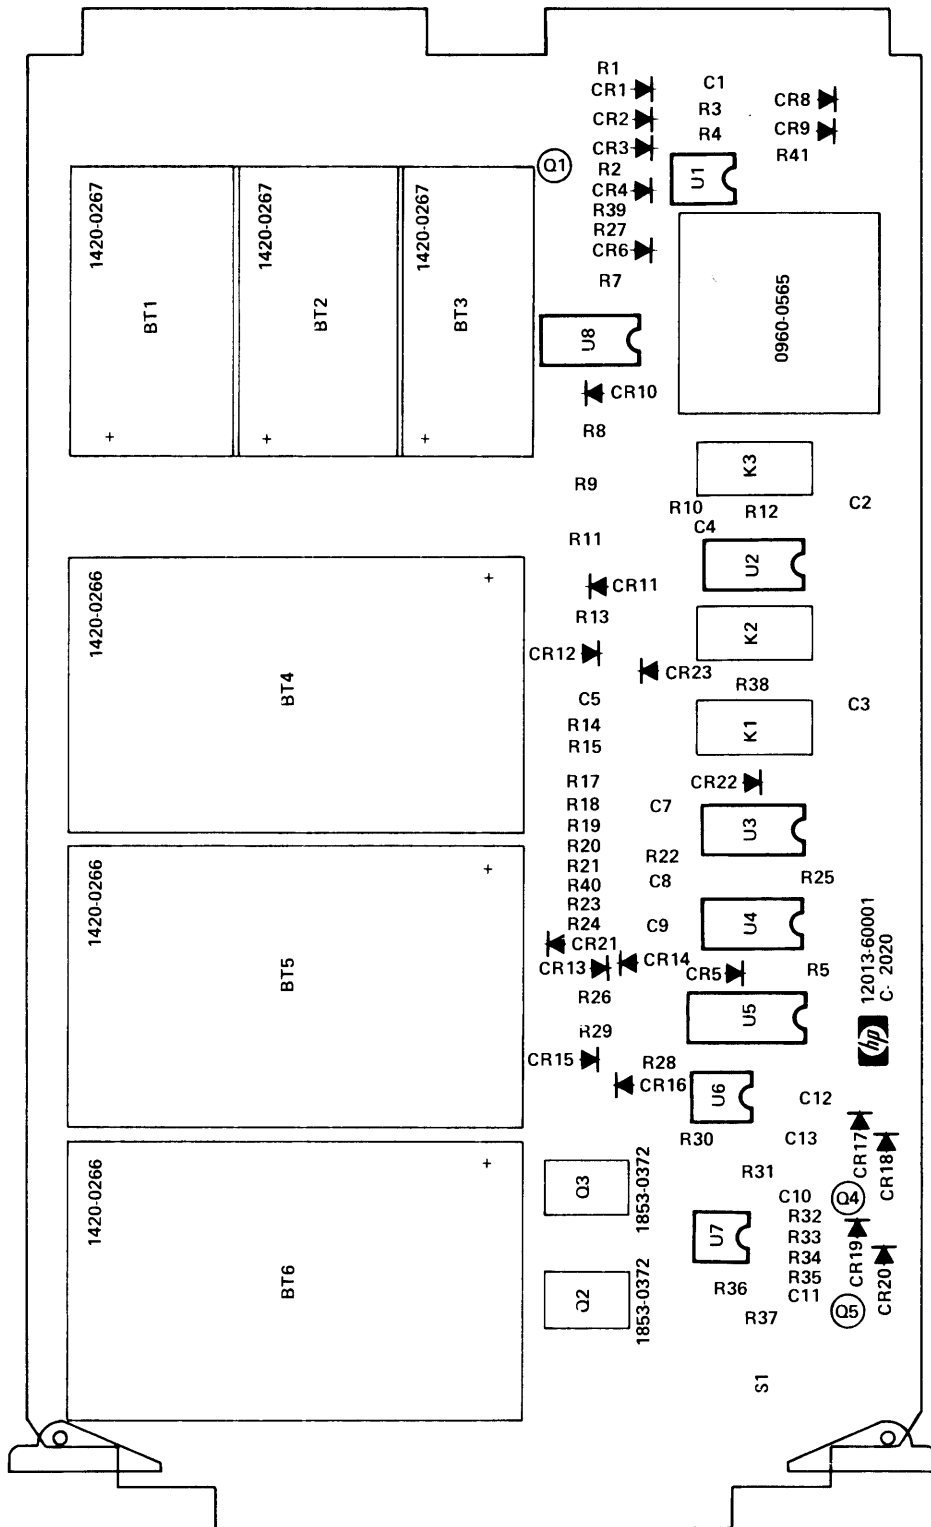 R1
CR1
C1
CR8
CR2
R3
CR9
R4
CR3
R41
Q1
R2
CR4
U1
R39
R27
CR6
R7
1420-0267
1420-0267
1420-0267
BT1
BT2
BT3
+
+
+
U8
0960-0565
CR10
R8
K3
R9
R10
R12
C2
C4
R11
U2
CR11
R13
K2
CR12
CR23
R38
C5
C3
K1
R14
R15
1420-0266
+
BT4
R17
CR22
R18
C7
R19
U3
R20
R22
R21
R40
C8
R25
R23
R24
C9
U4
CR21
CR13
CR14
CR5
R5
12013-60001
C- 2020
hp
1420-0266
+
BT5
R26
U5
R29
CR15
R28
CR16
U6
C12
R30
C13
CR17
CR18
1420-0266
+
BT6
Q3
1853-0372
R31
C10
Q4
R32
U7
R33
R34
CR19
CR20
R35
Q2
1853-0372
R36
C11
R37
Q5
S1